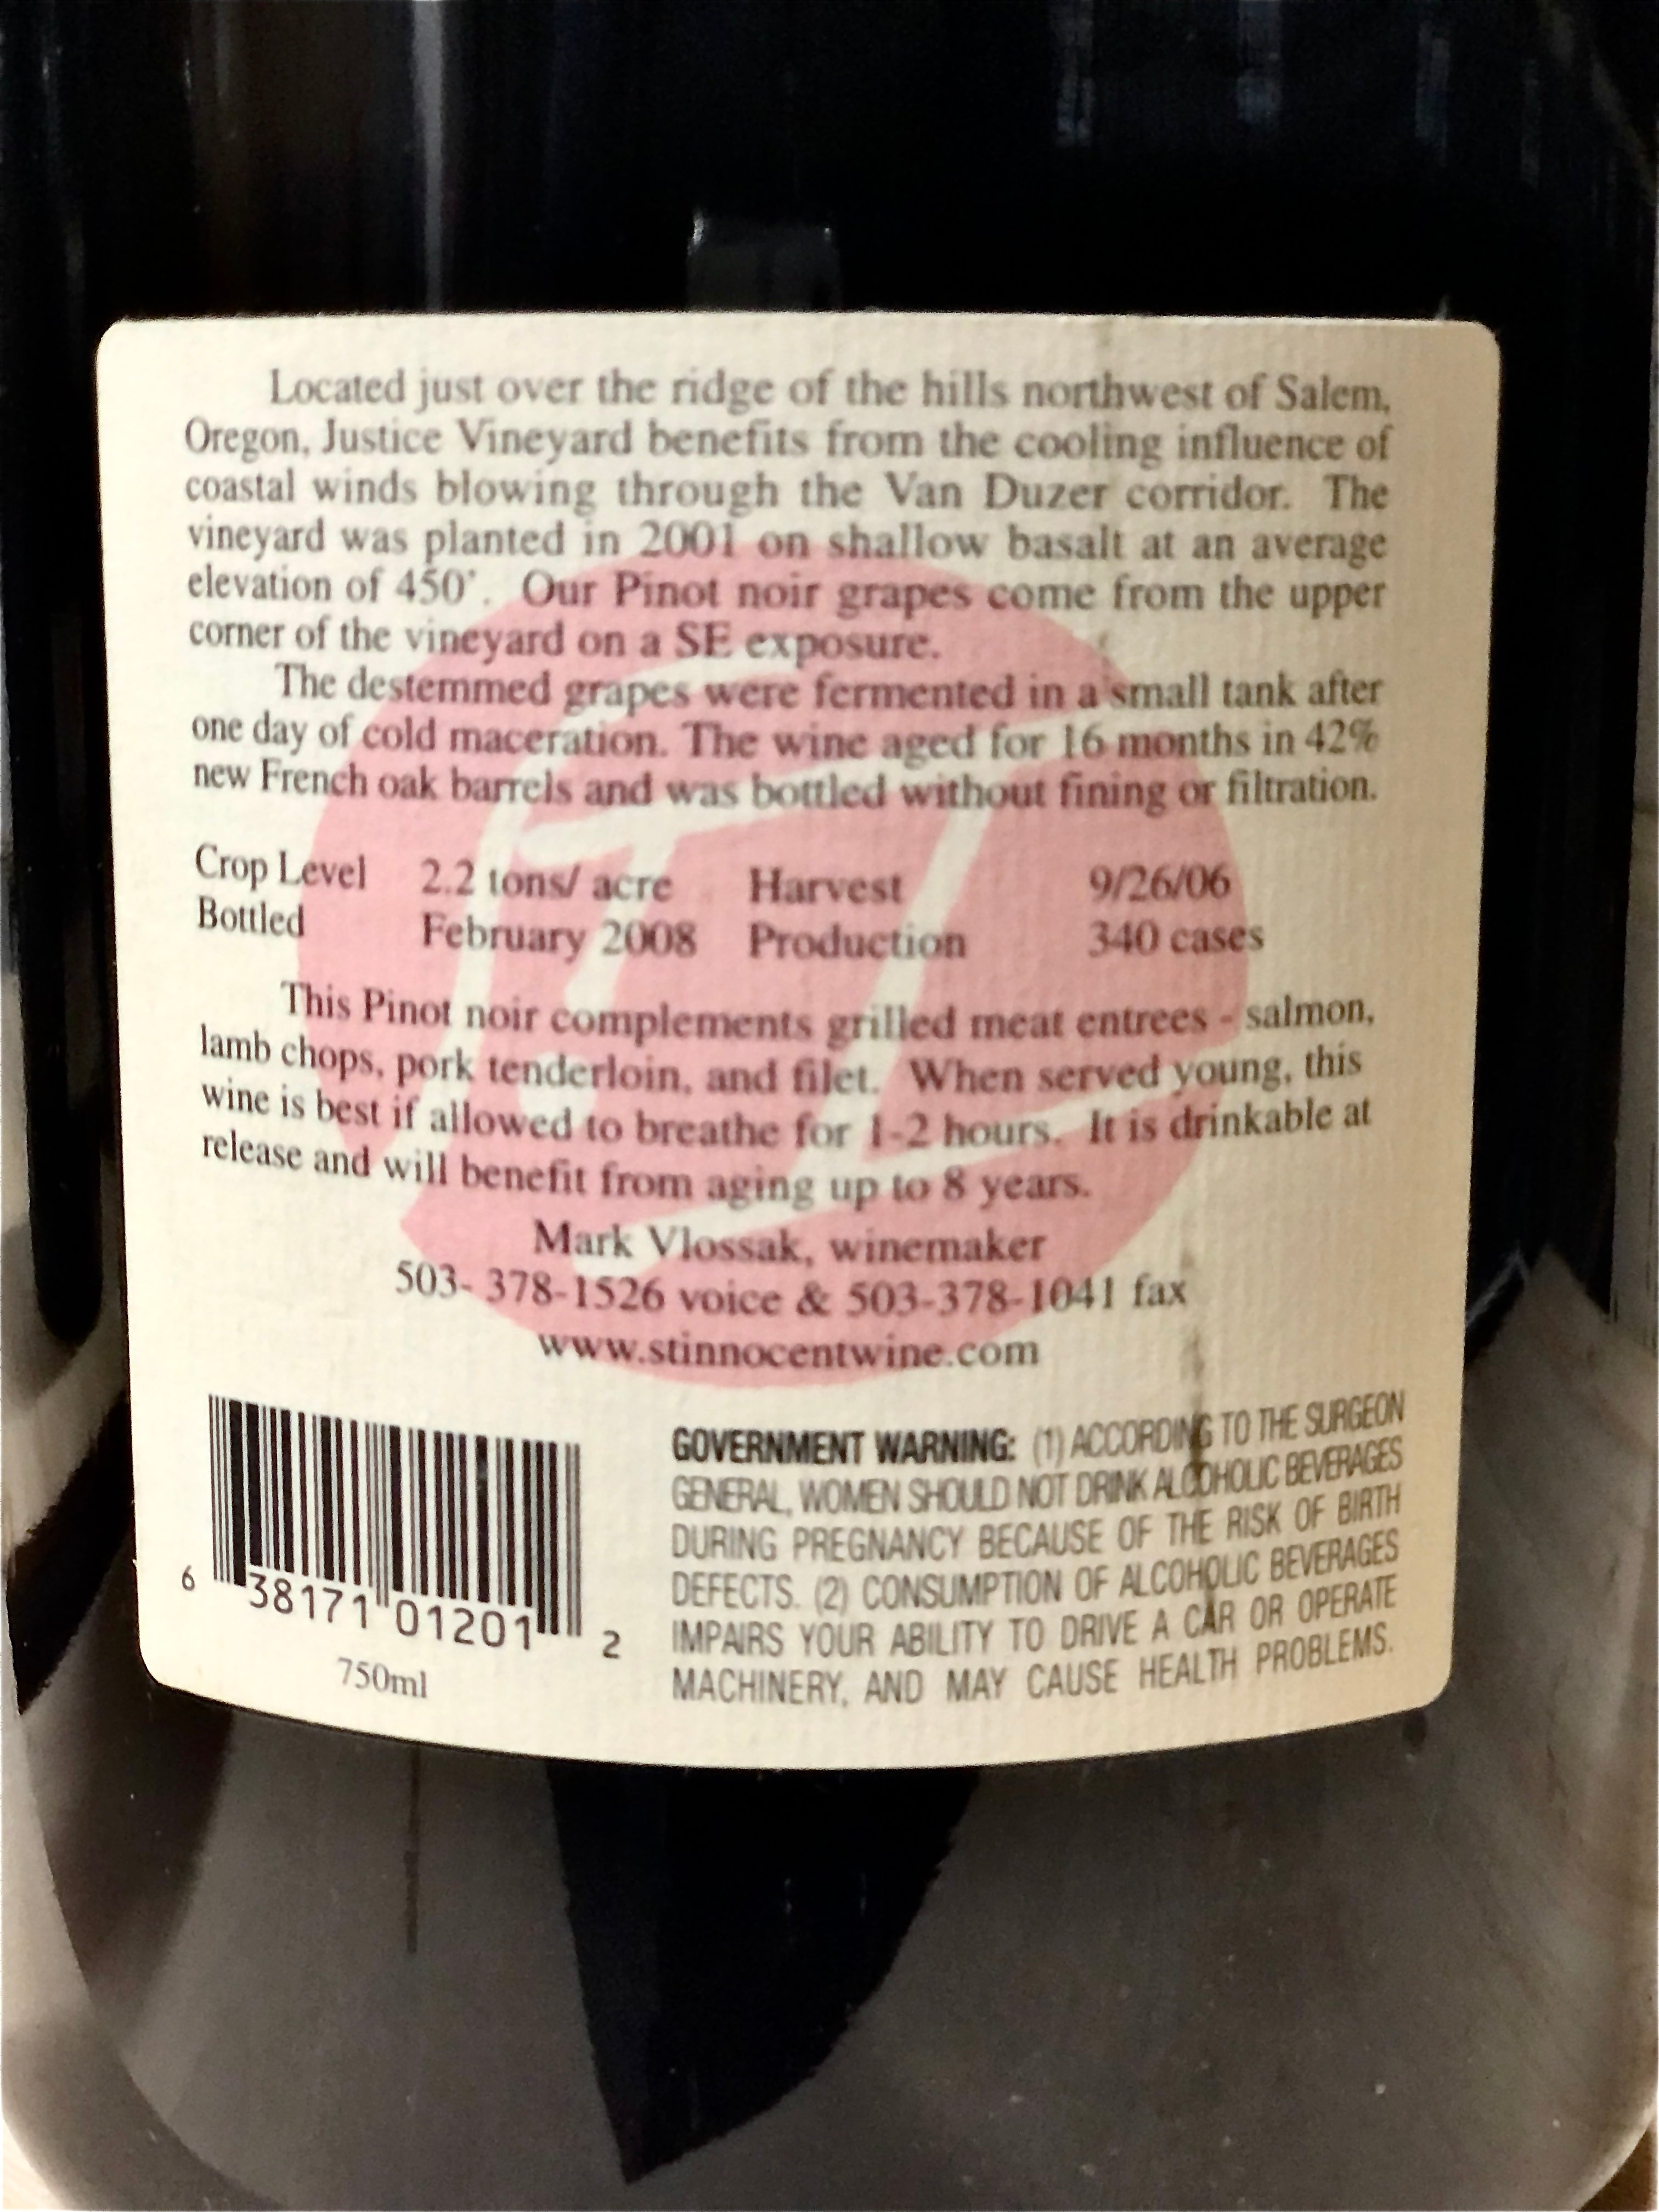 Located just over the ridge of the hills northwest of Salem,
Oregon, Justice Vineyard benefits from the cooling influence of
coastal winds blowing through the Van Duzer corridor. The
vineyard was planted in 2001 on shallow basalt at an average
elevation of 450'. Our Pinot noir grapes come from the upper
corner of the vineyard on a SE exposure.
The destemmed grapes were fermented in a small tank after
one day of cold maceration. The wine aged for 16 months in 42%
new French oak barrels and was bottled without fining or filtration.
Crop Level 2.2 tons/ acre Harvest 9/26/06
Bottled February 2008 Production 340 cases
This Pinot noir complements grilled meat entrees - salmon,
lamb chops, pork tenderloin, and filet. When served young, this
wine is best if allowed to breathe for 1-2 hours. It is drinkable at
release and will benefit from aging up to 8 years.
Mark Vlossak, winemaker
503- 378-1526 voice & 503-378-1041 fax
www.stinnocentwine.com
6 38171 01201 2
750ml
GOVERNMENT WARNING: (1) ACCORDING TO THE SURGEON
GENERAL, WOMEN SHOULD NOT DRINK ALCOHOLIC BEVERAGES
DURING PREGNANCY BECAUSE OF THE RISK OF BIRTH
DEFECTS. (2) CONSUMPTION OF ALCOHOLIC BEVERAGES
IMPAIRS YOUR ABILITY TO DRIVE A CAR OR OPERATE
MACHINERY, AND MAY CAUSE HEALTH PROBLEMS.